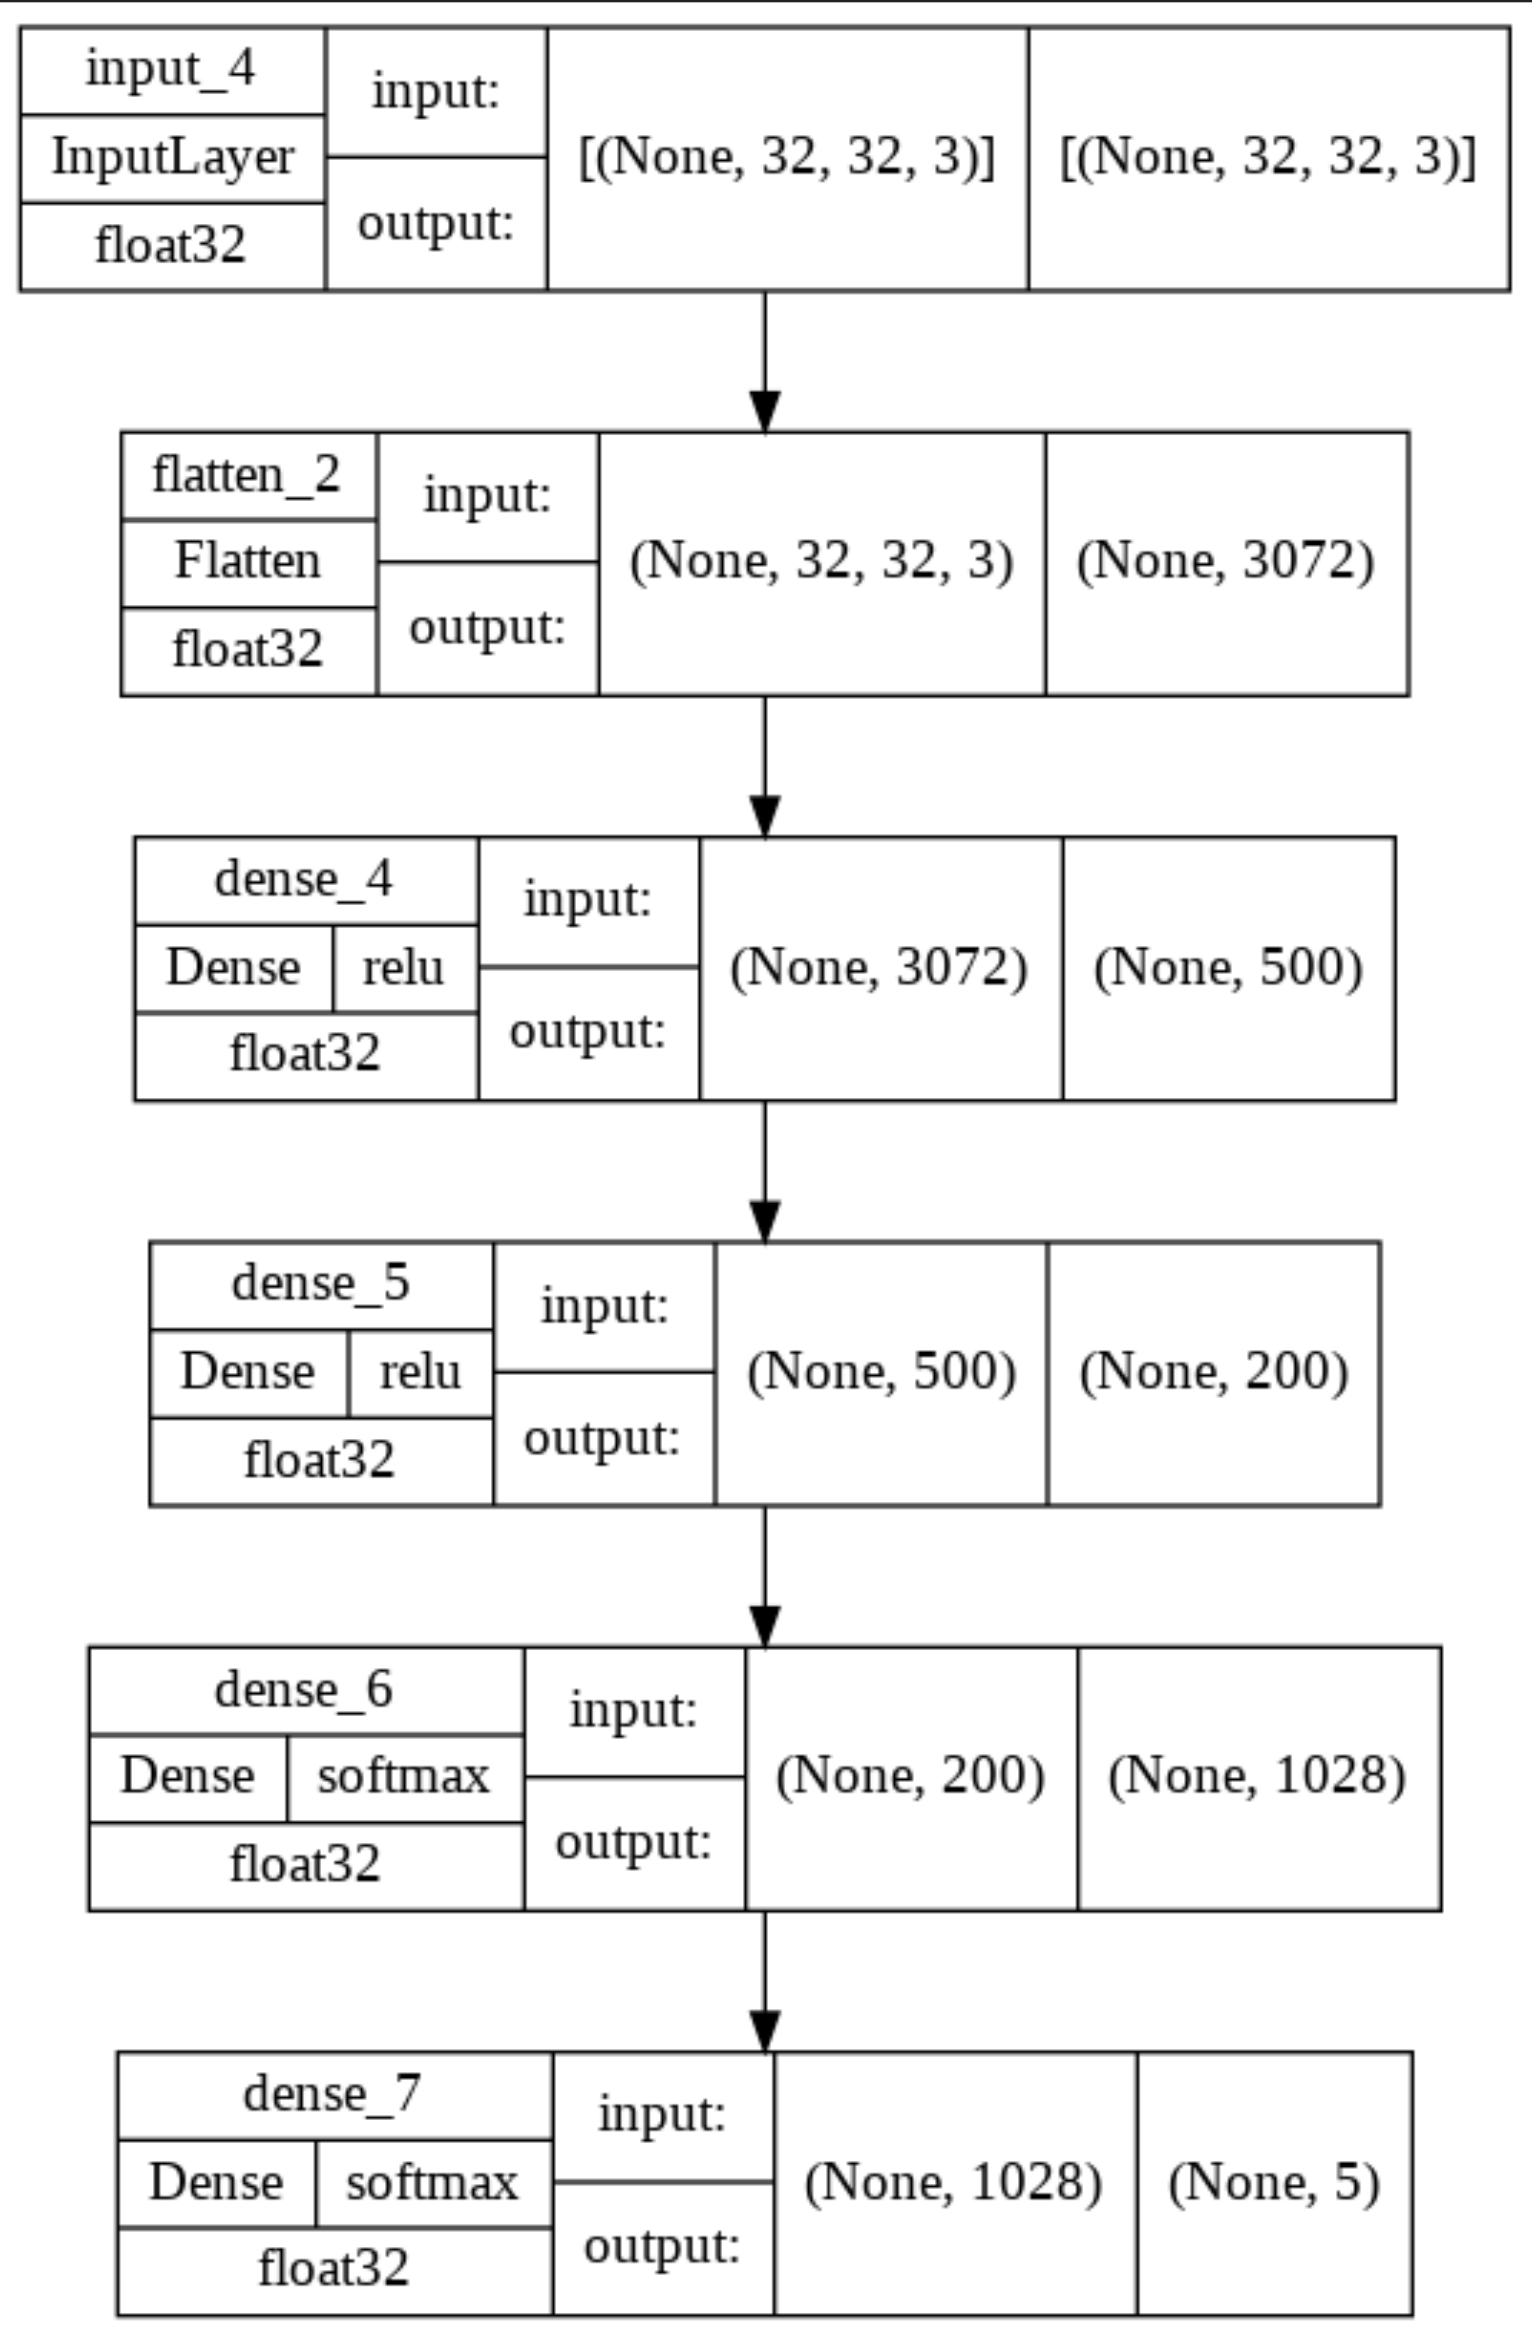 input_4
InputLayer
float32
input:
output:
[(None, 32, 32, 3)]
[(None, 32, 32, 3)]
flatten_2
Flatten
float32
input:
output:
(None, 32, 32, 3)
(None, 3072)
dense_4
Dense relu
float32
input:
output:
(None, 3072)
(None, 500)
dense_5
Dense relu
float32
input:
output:
(None, 500)
(None, 200)
dense_6
Dense softmax
float32
input:
output:
(None, 200)
(None, 1028)
dense_7
Dense softmax
float32
input:
output:
(None, 1028)
(None, 5)